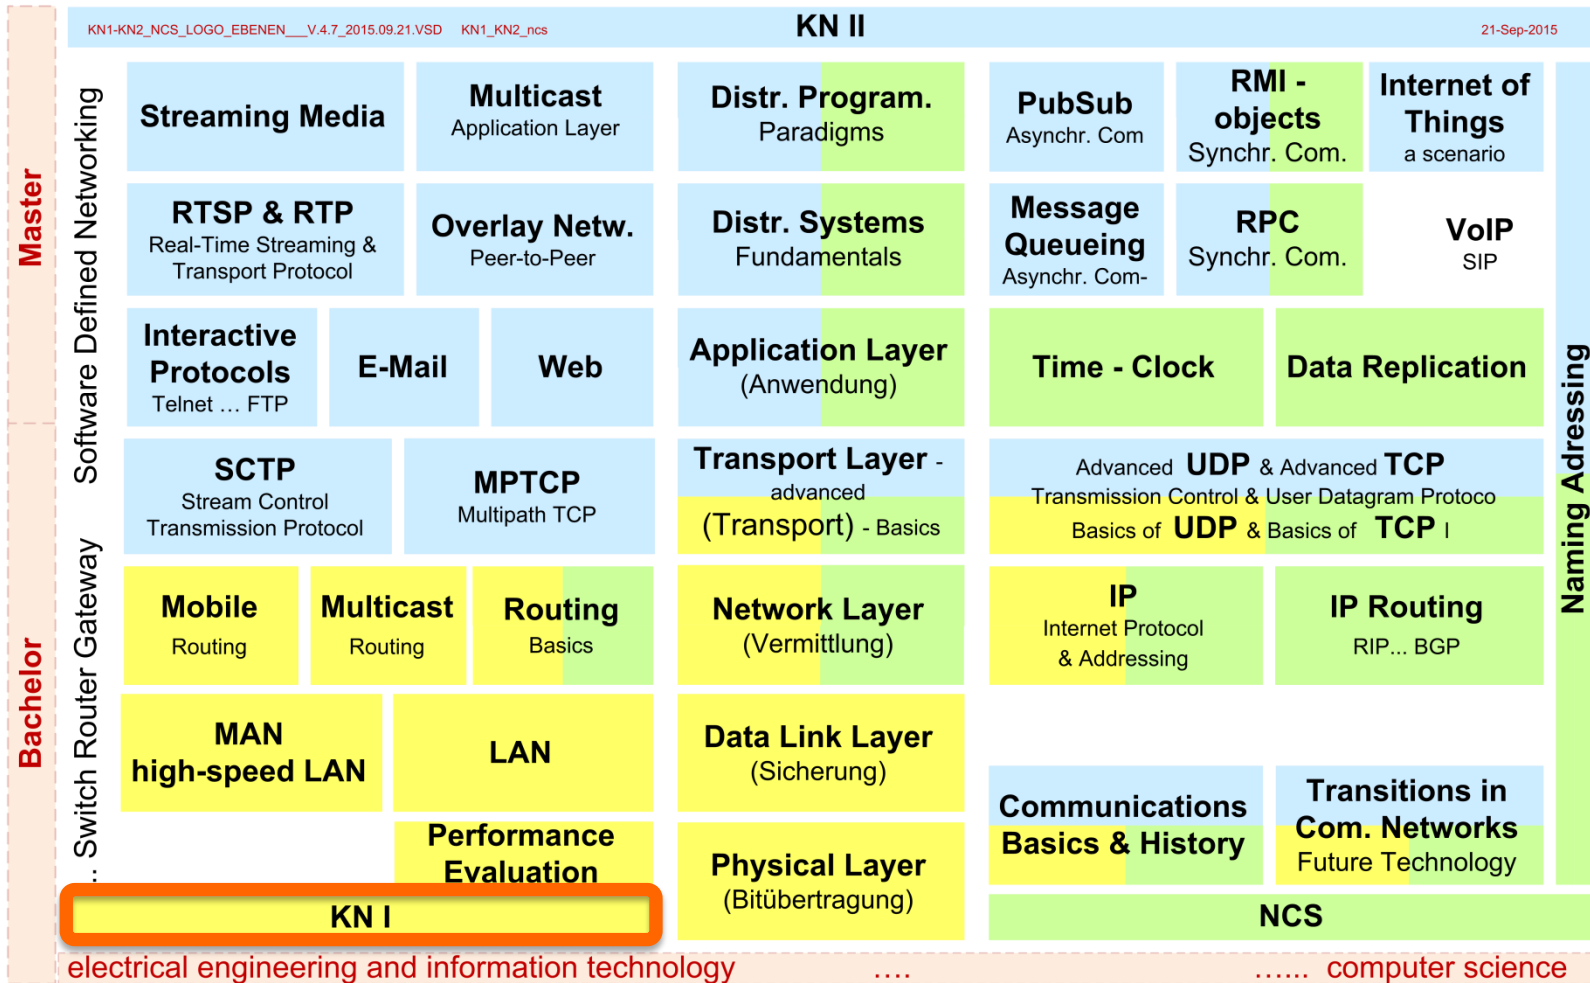 KN1-KN2_NCS_LOGO_EBENEN___V.4.7_2015.09.21.VSD KN1_KN2_ncs
KN II
21-Sep-2015
Master
Bachelor
Software Defined Networking
... Switch Router Gateway
Streaming Media
Multicast
Application Layer
Distr. Program.
Paradigms
PubSub
Asynchr. Com
RMI -
objects
Synchr. Com.
Internet of
Things
a scenario
RTSP & RTP
Real-Time Streaming &
Transport Protocol
Overlay Netw.
Peer-to-Peer
Distr. Systems
Fundamentals
Message
Queueing
Asynchr. Com-
RPC
Synchr. Com.
VoIP
SIP
Interactive
Protocols
Telnet ... FTP
E-Mail
Web
Application Layer
(Anwendung)
Time - Clock
Data Replication
Naming Adressing
SCTP
Stream Control
Transmission Protocol
MPTCP
Multipath TCP
Transport Layer -
advanced
(Transport) - Basics
Advanced UDP & Advanced TCP
Transmission Control & User Datagram Protoco
Basics of UDP & Basics of TCP l
Mobile
Routing
Multicast
Routing
Routing
Basics
Network Layer
(Vermittlung)
IP
Internet Protocol
& Addressing
IP Routing
RIP... BGP
MAN
high-speed LAN
LAN
Data Link Layer
(Sicherung)
Communications
Basics & History
Transitions in
Com. Networks
Future Technology
Performance
Evaluation
Physical Layer
(Bitübertragung)
KN I
NCS
electrical engineering and information technology .... ...... computer science